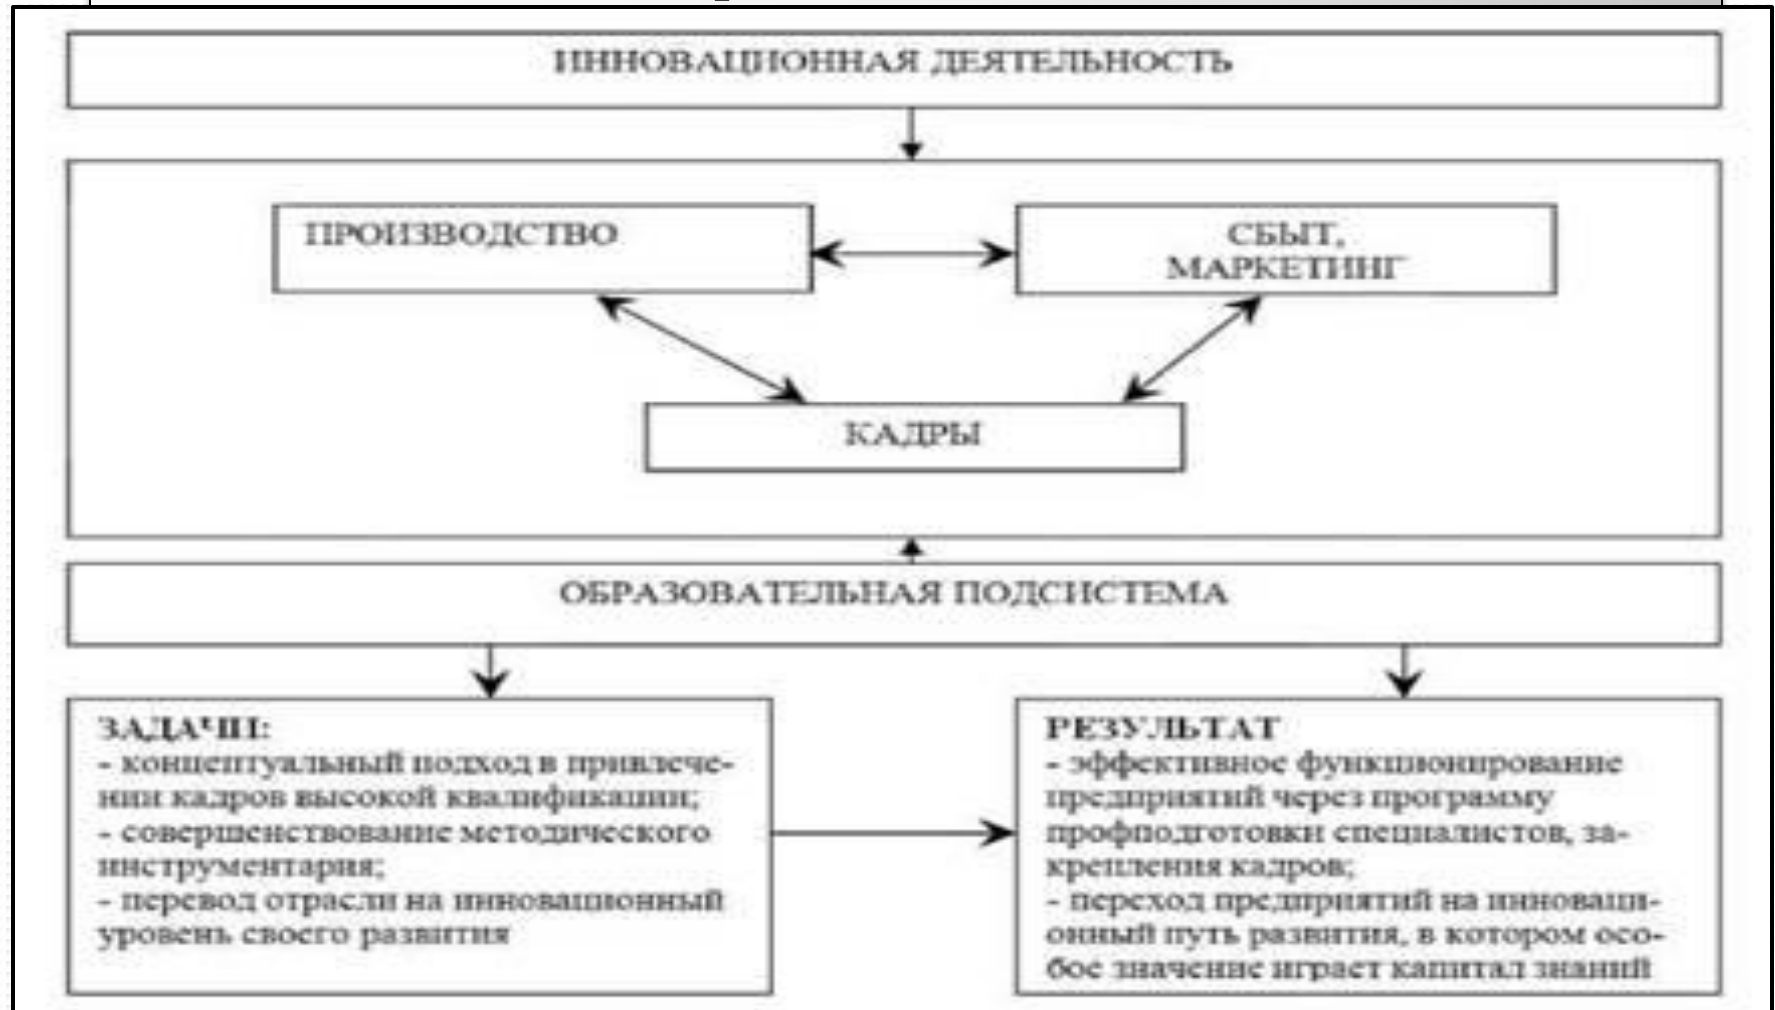 ИННОВАЦИОННАЯ ДЕЯТЕЛЬНОСТЬ
ПРОИЗВОДСТВО
СБЫТ,
МАРКЕТИНГ
КАДРЫ
ОБРАЗОВАТЕЛЬНАЯ ПОДСИСТЕМА
ЗАДАЧИ:
- концептуальный подход в привлече-
нии кадров высокой квалификации;
- совершенствование методического
инструментария;
- перевод отрасли на инновационный
уровень своего развития
РЕЗУЛЬТАТ
- эффективное функционирование
предприятий через программу
профподготовки специалистов, за-
крепления кадров;
- переход предприятий на инноваци-
онный путь развития, в котором осо-
бое значение играет капитал знаний